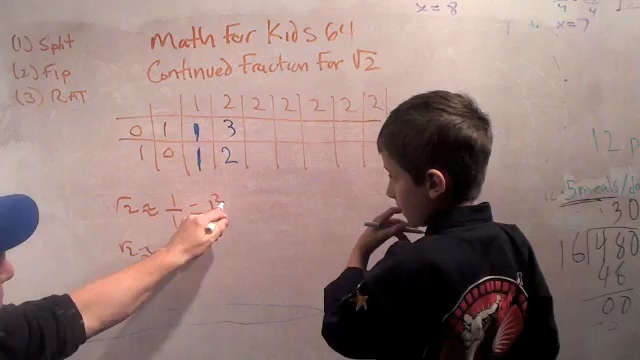 (1) Split
(2) Flip
(3) RAT
Math for Kids 64
Continued Fraction for √2
1 2 2 2 2 2 2
0 1 1 3
1 0 1 2
√2 ≈ 1/1 =
√2 ≈
x = 8
x = 7
12
5 meals/
30
16 480
48
00